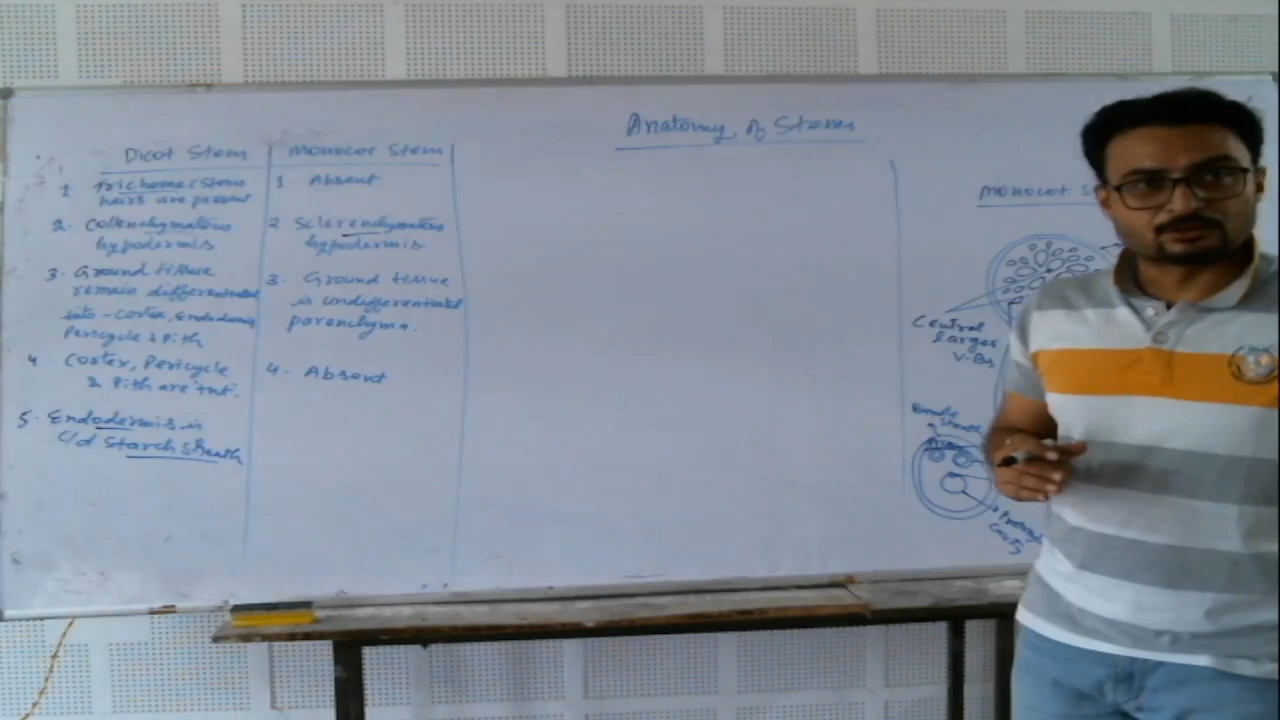 Anatomy of Stems
Dicot Stem
1 Trichome (Stem
hairs are present
2. Collenchymatous
hypodermis
3. Ground tissue
remain differentiated
into - Cortex, Endodermis
Pericycle & Pith
4 Cortex, Pericycle
& Pith are
5. Endodermis is
c/d Starch Sheath
Monocot Stem
1. Absent
2 Sclerenchymatous
hypodermis
3. Ground tissue
is undifferentiated
parenchyma.
4. Absent
Monocot S
Central
larger
V.Bs
Bundle
Sheath
Cavity